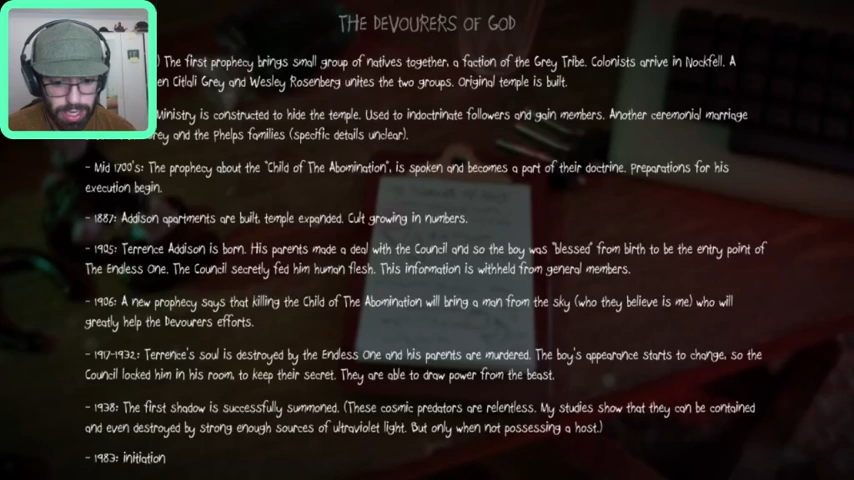 THE DEVOURERS OF GOD
) The first prophecy brings small group of natives together, a faction of the Grey Tribe. Colonists arrive in Nockfell. A
en Citlali Grey and Wesley Rosenberg unites the two groups. Original temple is built.
Ministry is constructed to hide the temple. Used to indoctrinate followers and gain members. Another ceremonial marriage
rey and the Phelps families (specific details unclear).
- Mid 1700's: The prophecy about the "Child of The Abomination", is spoken and becomes a part of their doctrine. Preparations for his
execution begin.
- 1887: Addison apartments are built, temple expanded. Cult growing in numbers.
- 1905: Terrence Addison is born. His parents made a deal with the Council and so the boy was "blessed" from birth to be the entry point of
The Endless One. The Council secretly fed him human flesh. This information is withheld from general members.
- 1906: A new prophecy says that killing the Child of The Abomination will bring a man from the sky (who they believe is me) who will
greatly help the Devourers efforts.
- 1917-1932: Terrence's soul is destroyed by the Endless One and his parents are murdered. The boy's appearance starts to change, so the
Council locked him in his room, to keep their secret. They are able to draw power from the beast.
- 1938: The first shadow is successfully summoned. (These cosmic predators are relentless. My studies show that they can be contained
and even destroyed by strong enough sources of ultraviolet light. But only when not possessing a host.)
- 1983: initiation